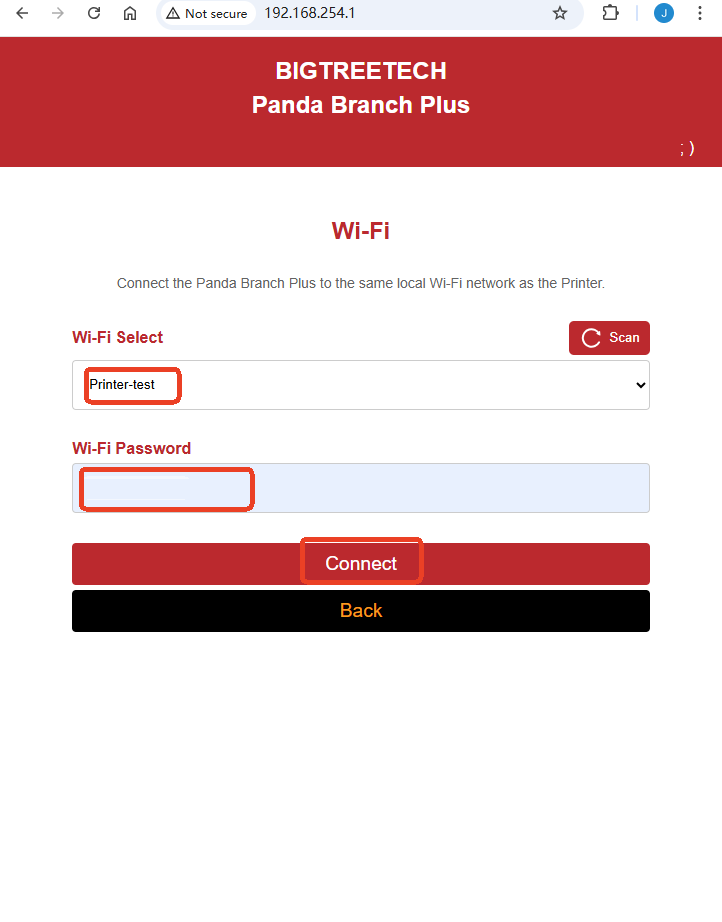 Not secure 192.168.254.1
J
BIGTREETECH
Panda Branch Plus
; )
Wi-Fi
Connect the Panda Branch Plus to the same local Wi-Fi network as the Printer.
Wi-Fi Select
Scan
Printer-test
Wi-Fi Password
Connect
Back